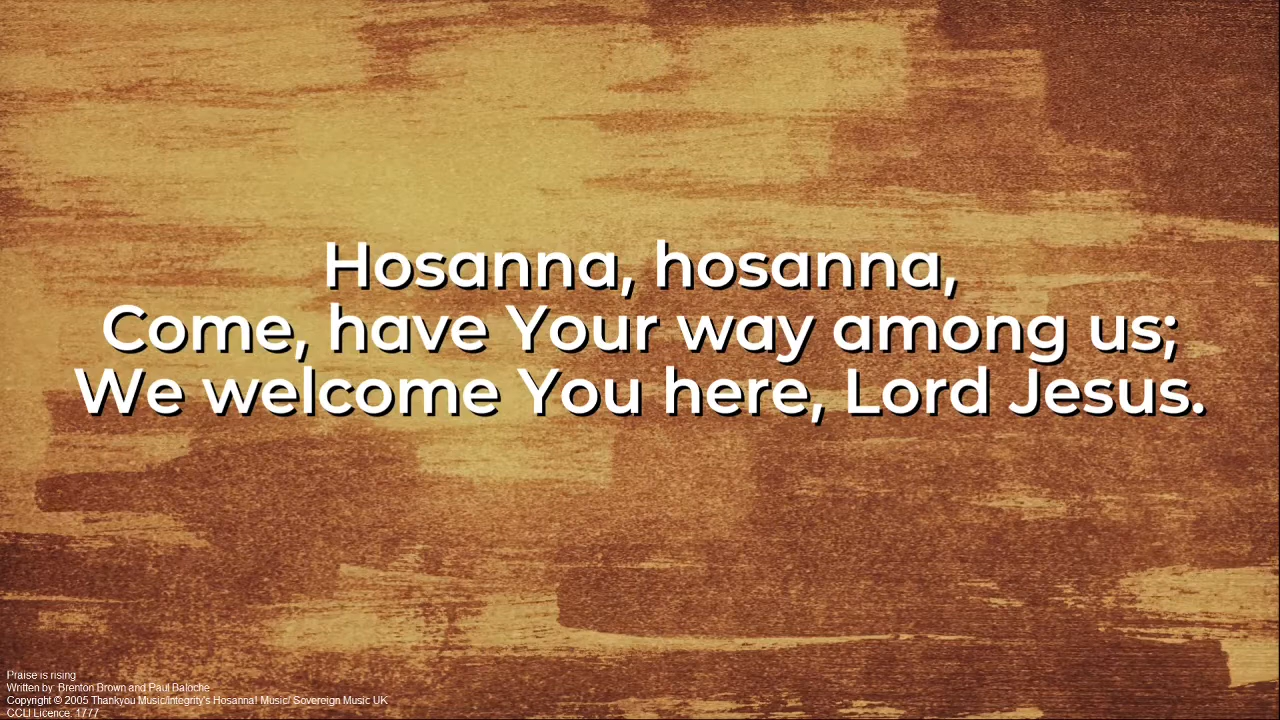 Hosanna, hosanna,
Come, have Your way among us;
We welcome You here, Lord Jesus.
Praise is rising
Written by: Brenton Brown and Paul Baloche
Copyright © 2005 Thankyou Music/Integrity's Hosanna! Music/ Sovereign Music UK
CCLI Licence: 1777